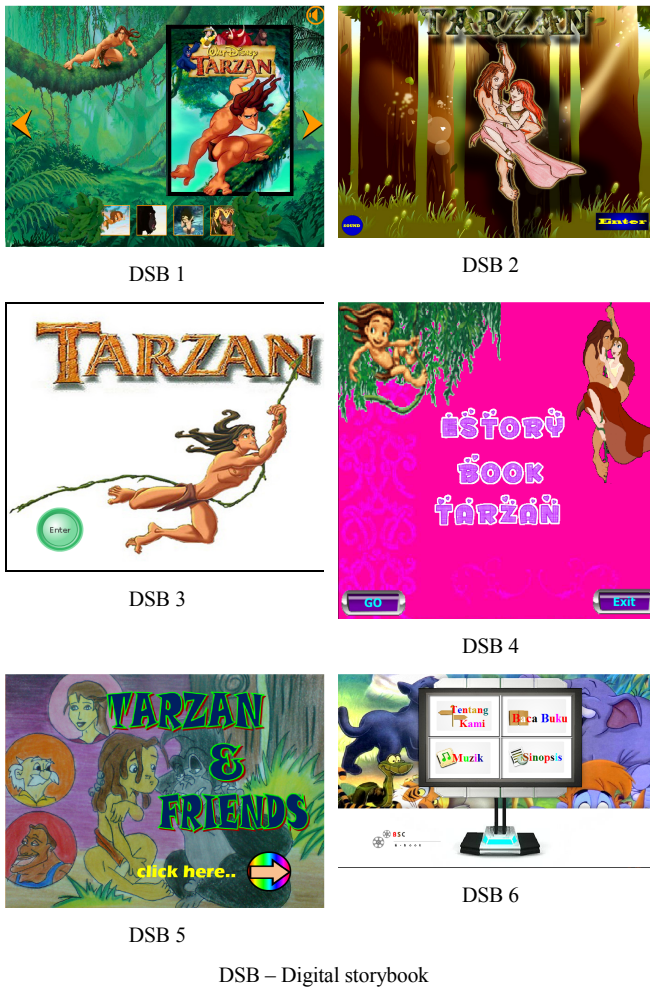 WALT DISNEY
TARZAN
DSB 1
TARZAN
SOUND
Enter
DSB 2
TARZAN
Enter
DSB 3
ESTORY
BOOK
TARZAN
GO
Exit
DSB 4
TARZAN
&
FRIENDS
click here..
DSB 5
Tentang
Kami
Baca Buku
Muzik
Sinopsis
BSC
E-BOOK
DSB 6
DSB – Digital storybook